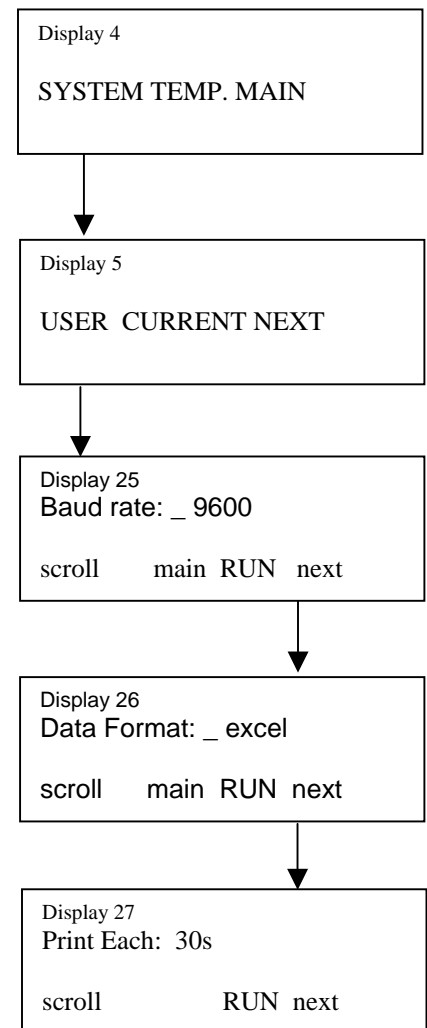 Display 4
SYSTEM TEMP. MAIN
Display 5
USER CURRENT NEXT
Display 25
Baud rate: _ 9600
scroll main RUN next
Display 26
Data Format: _ excel
scroll main RUN next
Display 27
Print Each: 30s
scroll RUN next